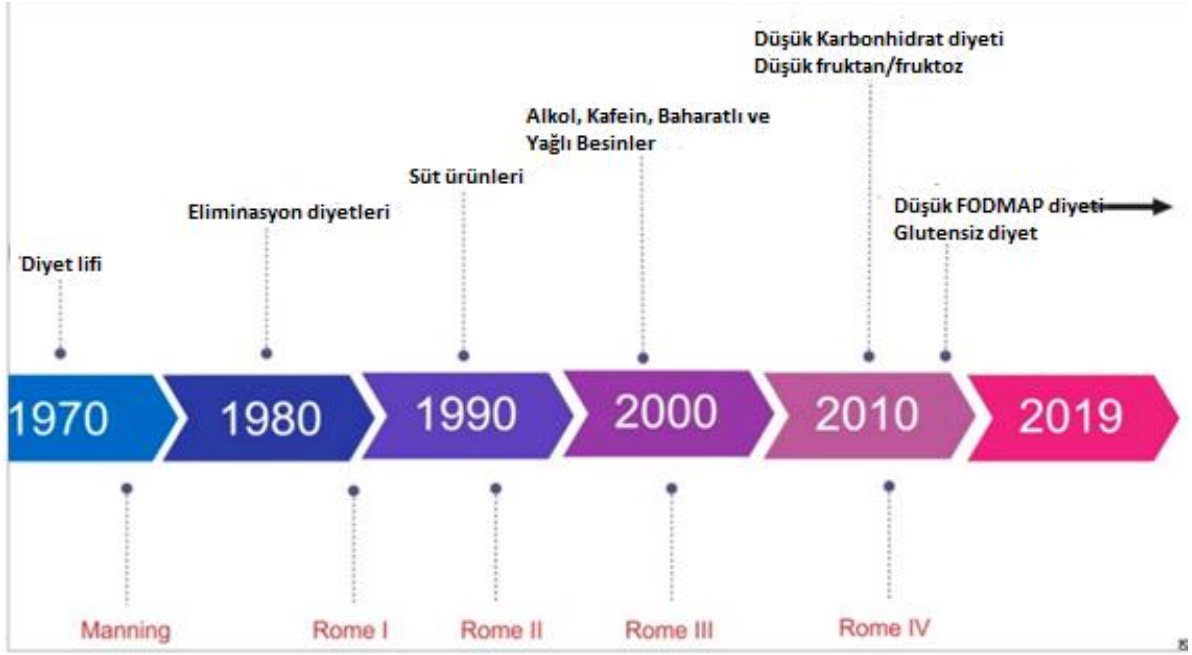 Düşük Karbonhidrat diyeti
Düşük fruktan/fruktoz
Alkol, Kafein, Baharatlı ve
Yağlı Besinler
Süt ürünleri
Eliminasyon diyetleri
Düşük FODMAP diyeti
Glutensiz diyet
Diyet lifi
1970
1980
1990
2000
2010
2019
Manning
Rome I
Rome II
Rome III
Rome IV